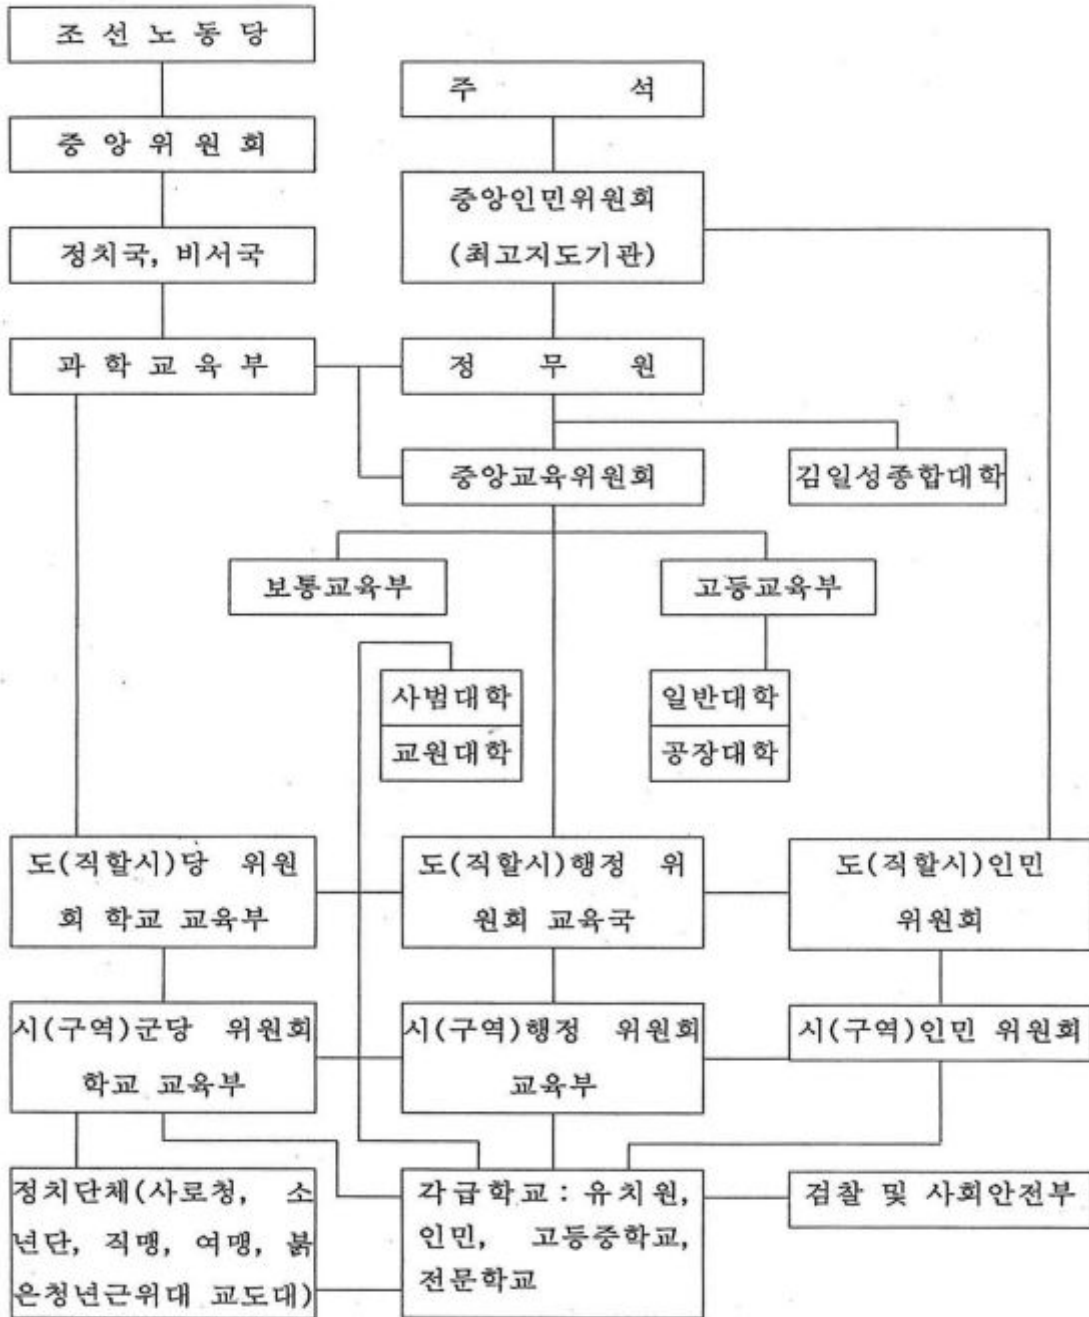 조 선 노 동 당
주 석
중 앙 위 원 회
중앙인민위원회
(최고지도기관)
정치국, 비서국
과 학 교 육 부
정 무 원
중앙교육위원회
김일성종합대학
보통교육부
고등교육부
사범대학
교원대학
일반대학
공장대학
도(직할시)당 위원
회 학교 교육부
도(직할시)행정 위
원회 교육국
도(직할시)인민
위원회
시(구역)군당 위원회
학교 교육부
시(구역)행정 위원회
교육부
시(구역)인민 위원회
정치단체(사로청, 소
년단, 직맹, 여맹, 붉
은청년근위대 교도대)
각급학교 : 유치원,
인민, 고등중학교,
전문학교
검찰 및 사회안전부